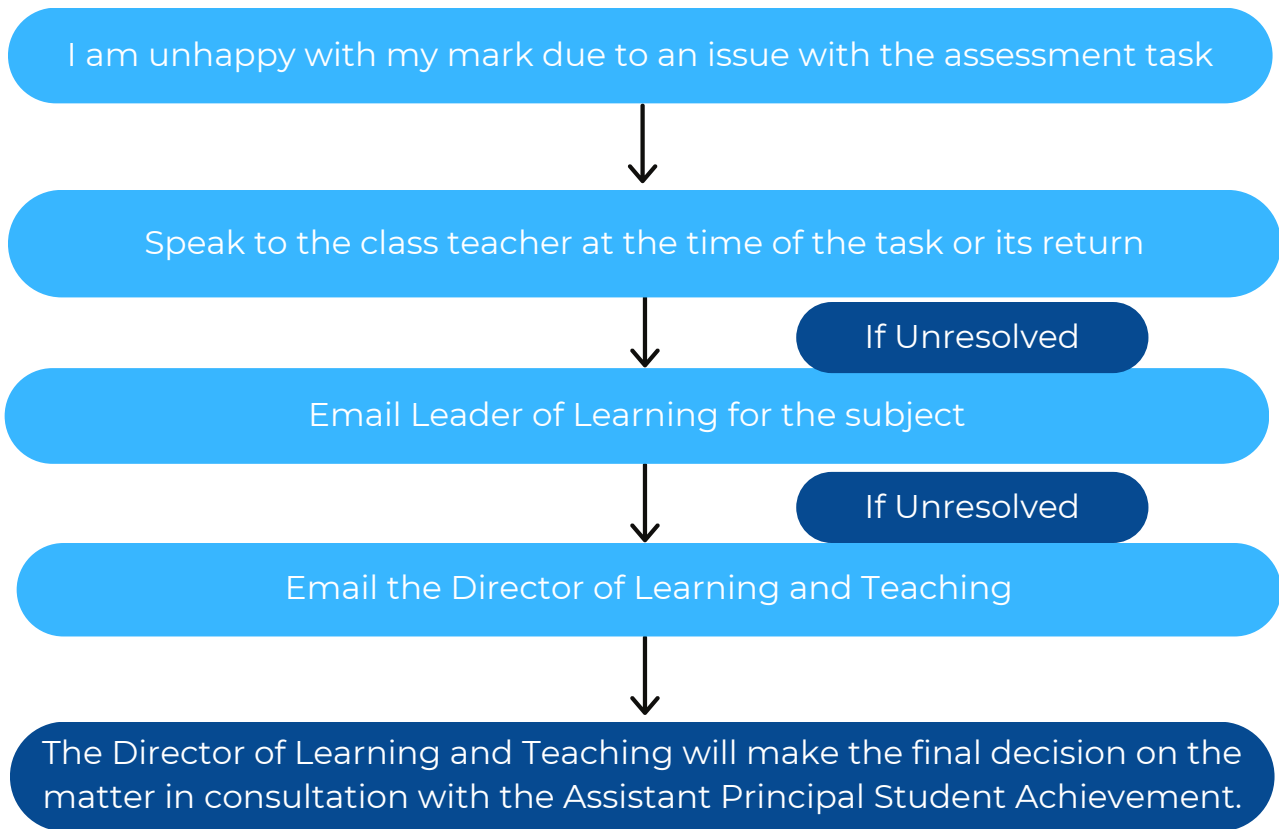 I am unhappy with my mark due to an issue with the assessment task
Speak to the class teacher at the time of the task or its return
If Unresolved
Email Leader of Learning for the subject
If Unresolved
Email the Director of Learning and Teaching
The Director of Learning and Teaching will make the final decision on the
matter in consultation with the Assistant Principal Student Achievement.